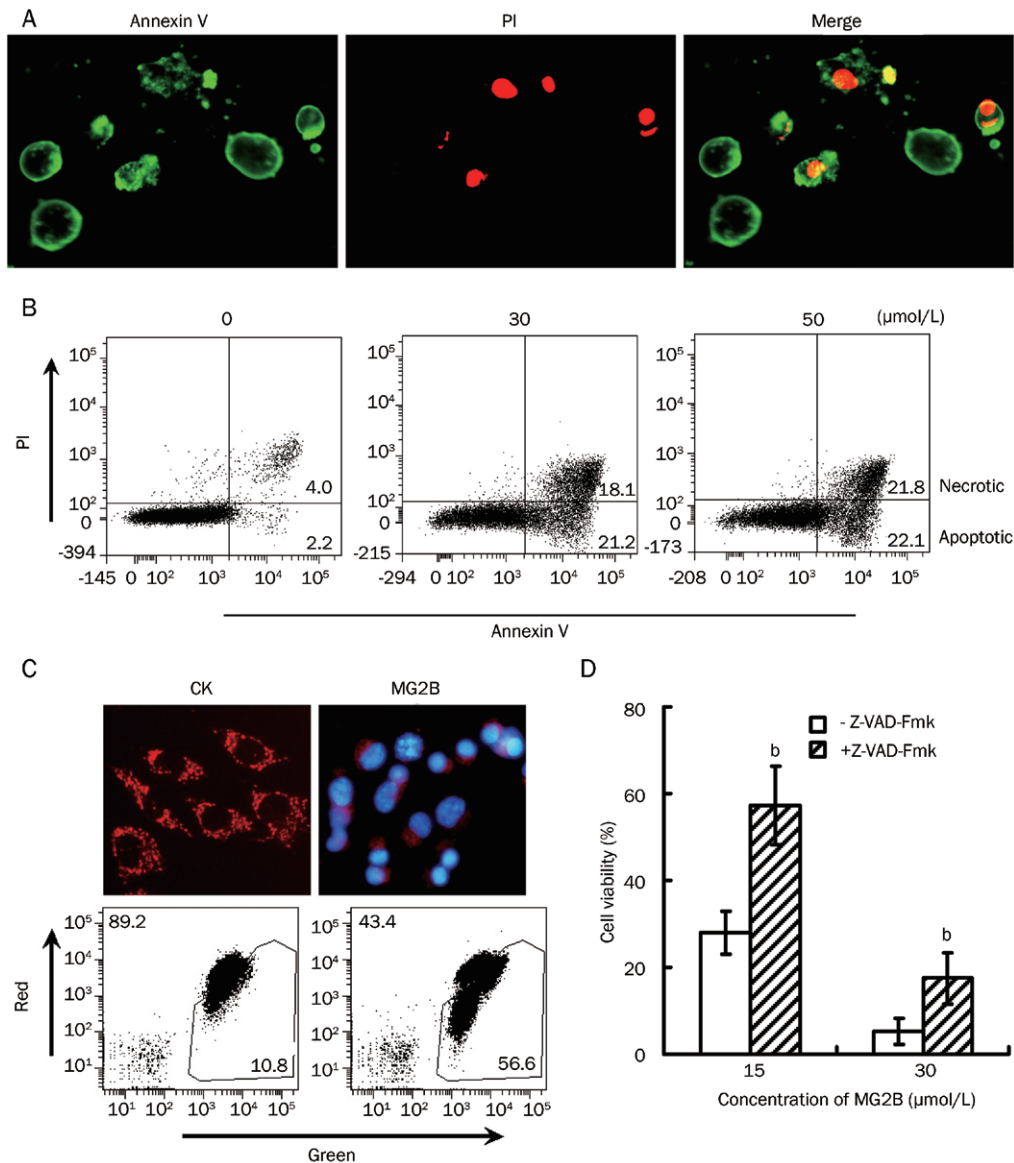 A
Annexin V
PI
Merge
B
0
30
50
(μmol/L)
PI
10⁵
10⁴
10³
10²
0
-394
4.0
2.2
-145 0 10² 10³ 10⁴ 10⁵
10⁵
10⁴
10³
10²
0
-215
18.1
21.2
-294 0 10² 10³ 10⁴ 10⁵
10⁵
10⁴
10³
10²
0
-173
21.8
22.1
-208 0 10² 10³ 10⁴ 10⁵
Necrotic
Apoptotic
Annexin V
C
CK
MG2B
Red
10⁵
10⁴
10³
10²
10¹
89.2
10.8
10¹ 10² 10³ 10⁴ 10⁵
10⁵
10⁴
10³
10²
10¹
43.4
56.6
10¹ 10² 10³ 10⁴ 10⁵
Green
D
Cell viability (%)
80
60
40
20
0
- Z-VAD-Fmk
+Z-VAD-Fmk
b
b
15
30
Concentration of MG2B (μmol/L)